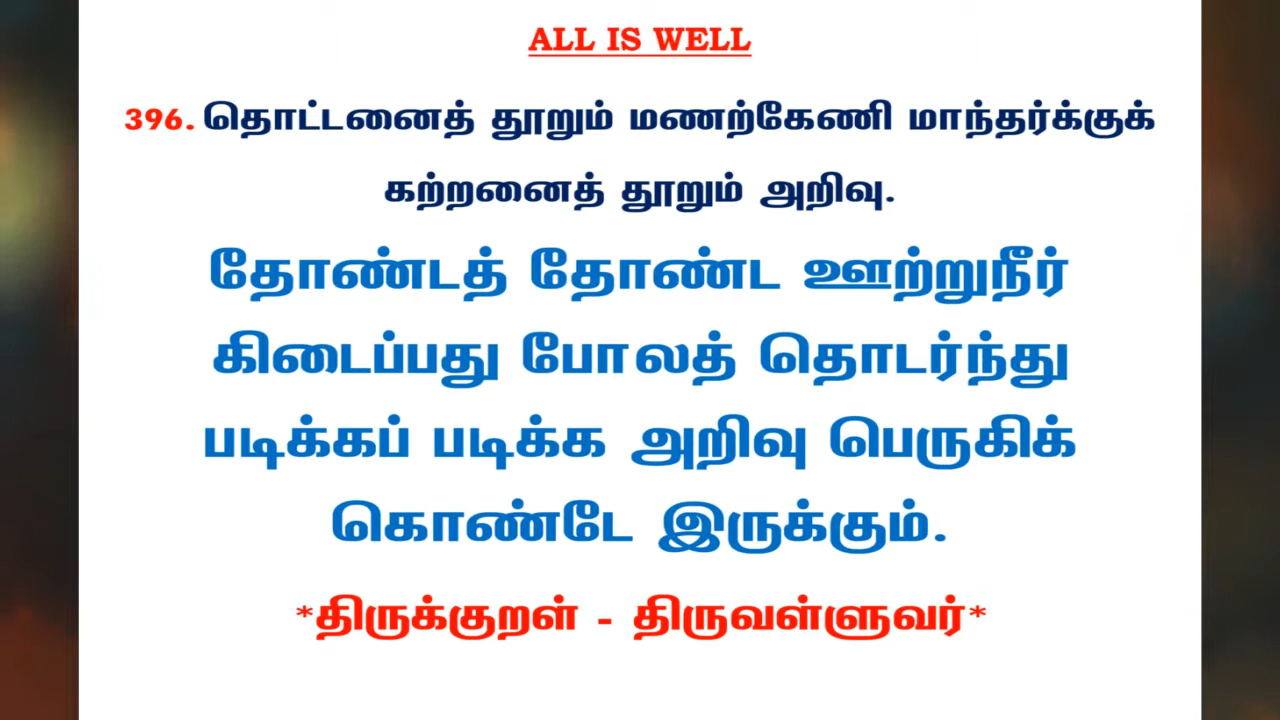 ALL IS WELL
396. தொட்டனைத் தூறும் மணற்கேணி மாந்தர்க்குக்
கற்றனைத் தூறும் அறிவு.
தோண்டத் தோண்ட ஊற்றுநீர்
கிடைப்பது போலத் தொடர்ந்து
படிக்கப் படிக்க அறிவு பெருகிக்
கொண்டே இருக்கும்.
*திருக்குறள் - திருவள்ளுவர்*